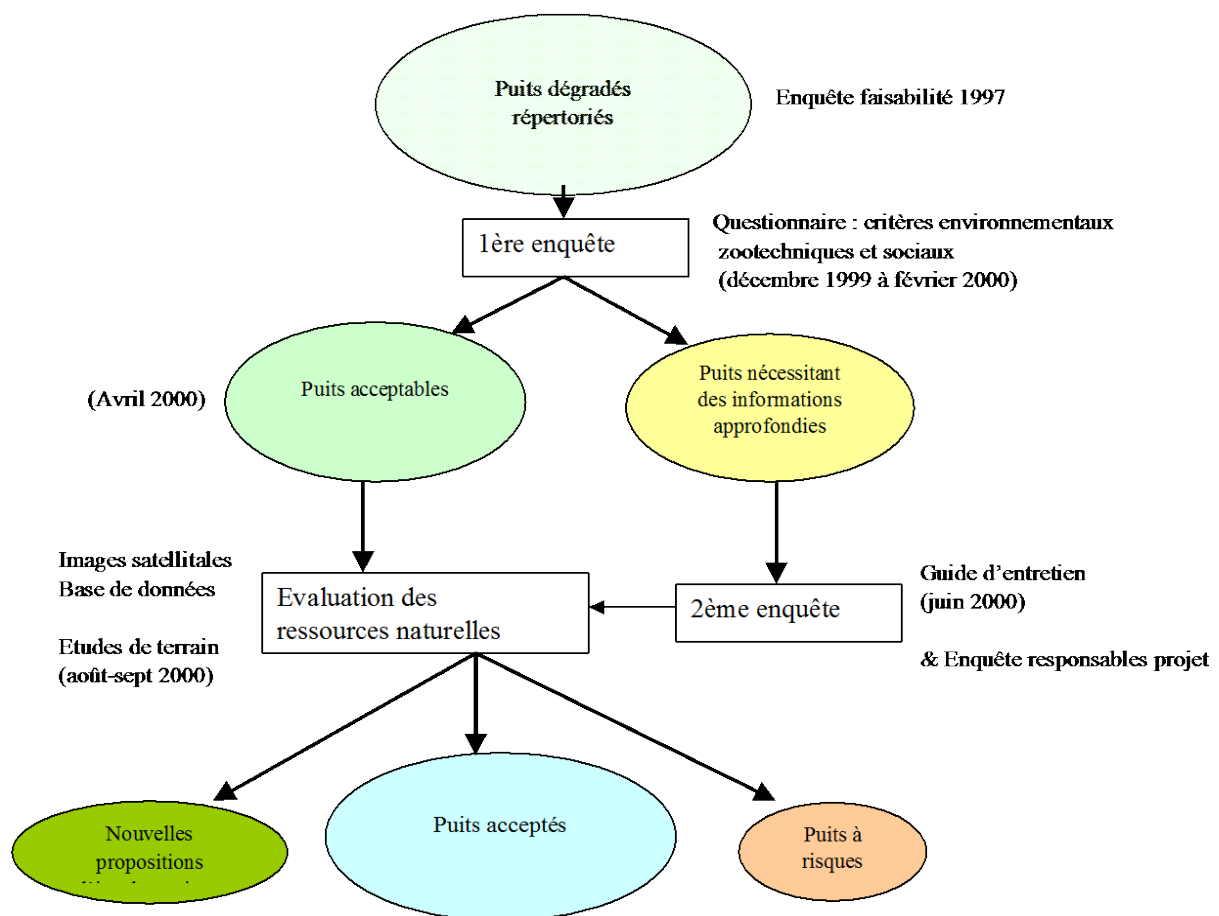 Puits dégradés
répertoriés
Enquête faisabilité 1997
1ère enquête
Questionnaire : critères environnementaux
zootechniques et sociaux
(décembre 1999 à février 2000)
(Avril 2000)
Puits acceptables
Puits nécessitant
des informations
approfondies
Images satellitales
Base de données
Etudes de terrain
(août-sept 2000)
Evaluation des
ressources naturelles
2ème enquête
Guide d’entretien
(juin 2000)
& Enquête responsables projet
Nouvelles
propositions
Puits acceptés
Puits à
risques